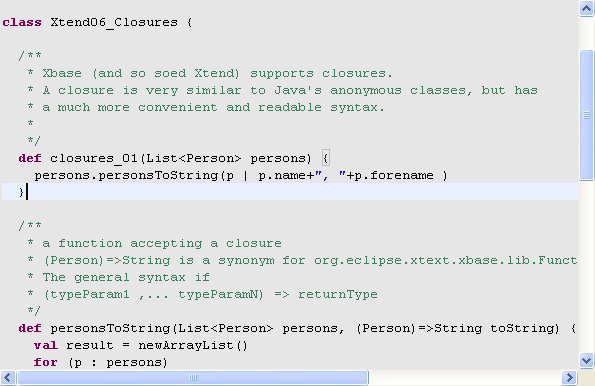 class Xtend06_Closures {
/**
* Xbase (and so soed Xtend) supports closures.
* A closure is very similar to Java's anonymous classes, but has
* a much more convenient and readable syntax.
*
*/
def closures_01(List<Person> persons) {
persons.personsToString(p | p.name+", "+p.forename )
}
/**
* a function accepting a closure
* (Person)=>String is a synonym for org.eclipse.xtext.xbase.lib.Funct
* The general syntax if
* (typeParam1 ,... typeParamN) => returnType
*/
def personsToString(List<Person> persons, (Person)=>String toString) {
val result = newArrayList()
for (p : persons)